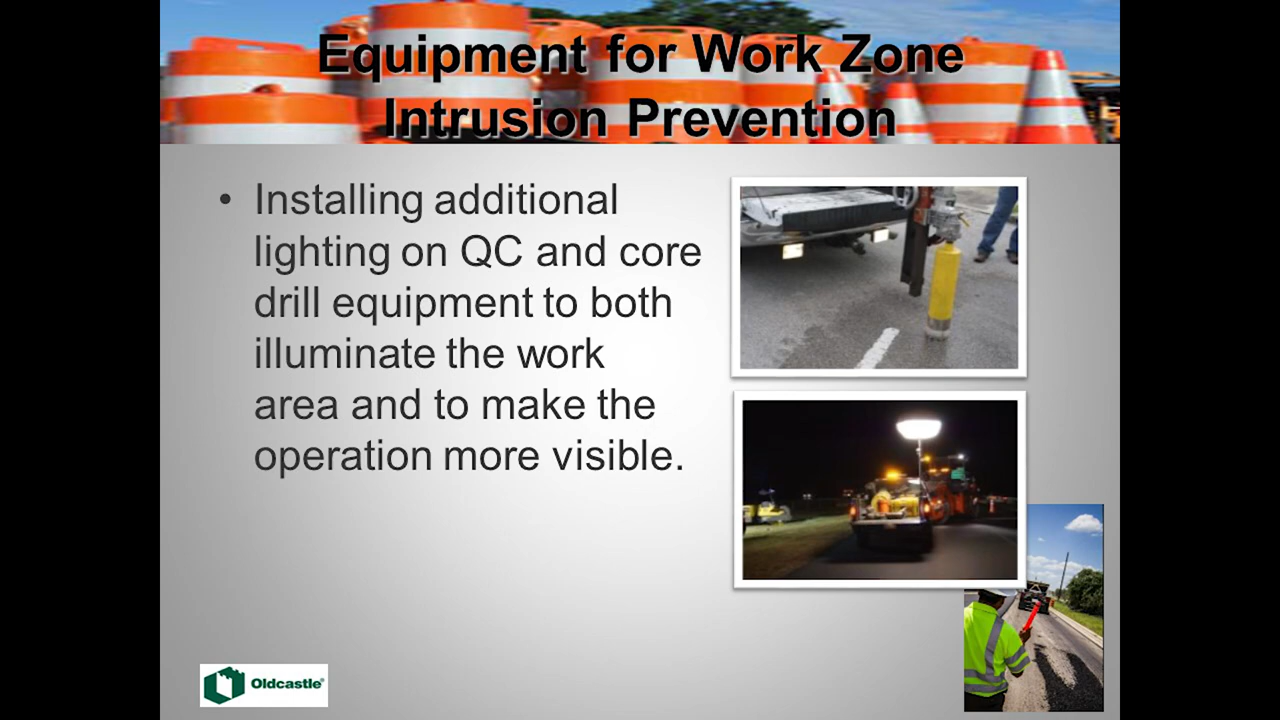 Equipment for Work Zone
Intrusion Prevention
• Installing additional
lighting on QC and core
drill equipment to both
illuminate the work
area and to make the
operation more visible.
Oldcastle®